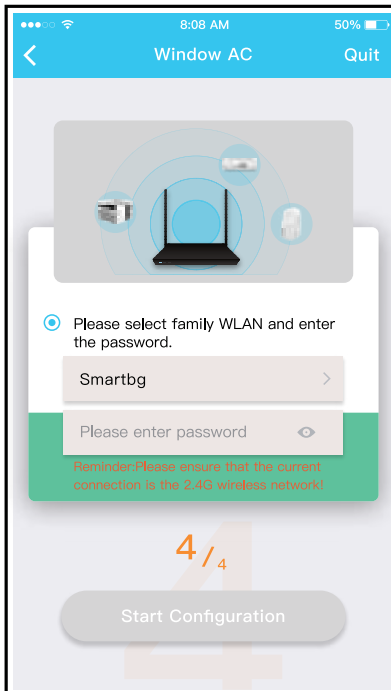 8:08 AM
50%
Window AC
Quit
Please select family WLAN and enter
the password.
Smartbg
Please enter password
Reminder:Please ensure that the current
connection is the 2.4G wireless network!
4/4
4
Start Configuration